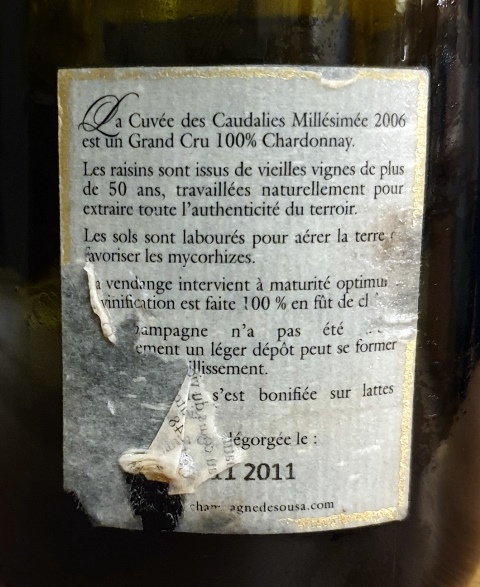 La Cuvée des Caudalies Millésimée 2006
est un Grand Cru 100% Chardonnay.
Les raisins sont issus de vieilles vignes de plus
de 50 ans, travaillées naturellement pour
extraire toute l'authenticité du terroir.
Les sols sont labourés pour aérer la terre
favoriser les mycorhizes.
a vendange intervient à maturité optimu
vinification est faite 100 % en fût de
ampagne n'a pas été
ement un léger dépôt peut se former
illissement.
s'est bonifiée sur lattes
dégorgée le :
11 2011
champagnedesousa.com